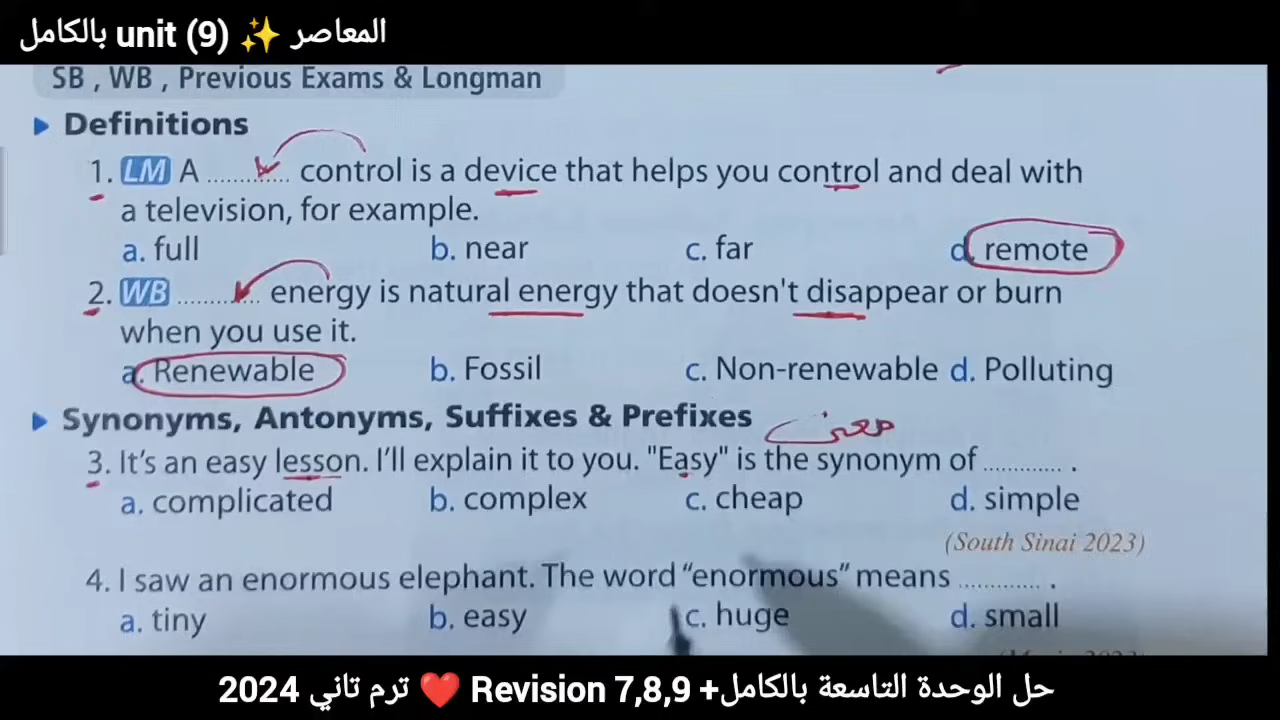 المعاصر ✨ unit (9) بالكامل
SB , WB , Previous Exams & Longman
Definitions
1. LM A ............ control is a device that helps you control and deal with
a television, for example.
a. full b. near c. far d. remote
2. WB ............ energy is natural energy that doesn't disappear or burn
when you use it.
a. Renewable b. Fossil c. Non-renewable d. Polluting
Synonyms, Antonyms, Suffixes & Prefixes معنى
3. It's an easy lesson. I'll explain it to you. "Easy" is the synonym of ............ .
a. complicated b. complex c. cheap d. simple
(South Sinai 2023)
4. I saw an enormous elephant. The word “enormous” means ............ .
a. tiny b. easy c. huge d. small
حل الوحدة التاسعة بالكامل+ Revision 7,8,9 ❤️ ترم تاني 2024